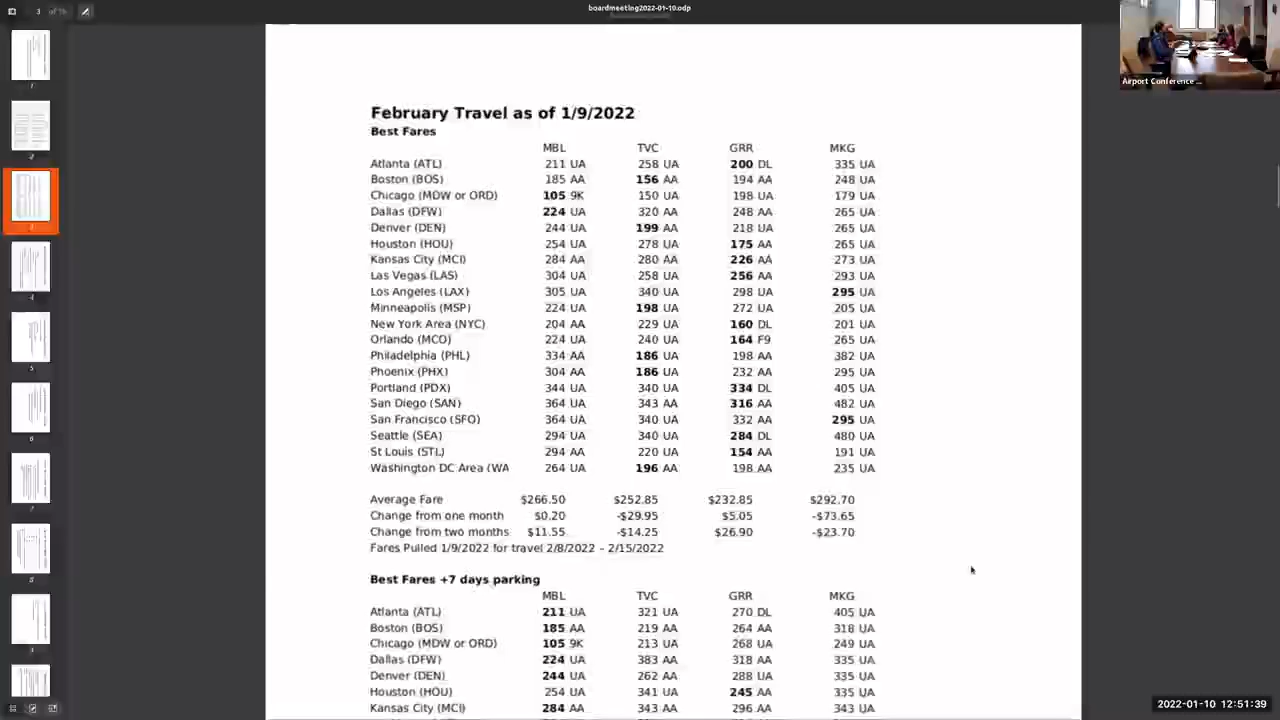 boardmeeting2022-01-10.odp
3
Airport Conference ...
February Travel as of 1/9/2022
Best Fares
MBL TVC GRR MKG
Atlanta (ATL) 211 UA 258 UA 200 DL 335 UA
Boston (BOS) 185 AA 156 AA 194 AA 248 UA
Chicago (MDW or ORD) 105 9K 150 UA 198 UA 179 UA
Dallas (DFW) 224 UA 320 AA 248 AA 265 UA
Denver (DEN) 244 UA 199 AA 218 UA 265 UA
Houston (HOU) 254 UA 278 UA 175 AA 265 UA
Kansas City (MCI) 284 AA 280 AA 226 AA 273 UA
Las Vegas (LAS) 304 UA 258 UA 256 AA 293 UA
Los Angeles (LAX) 305 UA 340 UA 298 UA 295 UA
Minneapolis (MSP) 224 UA 198 UA 272 UA 205 UA
New York Area (NYC) 204 AA 229 UA 160 DL 201 UA
Orlando (MCO) 224 UA 240 UA 164 F9 265 UA
Philadelphia (PHL) 334 AA 186 UA 198 AA 382 UA
Phoenix (PHX) 304 AA 186 UA 232 AA 295 UA
Portland (PDX) 344 UA 340 UA 334 DL 405 UA
San Diego (SAN) 364 UA 343 AA 316 AA 482 UA
San Francisco (SFO) 364 UA 340 UA 332 AA 295 UA
Seattle (SEA) 294 UA 340 UA 284 DL 480 UA
St Louis (STL) 294 AA 220 UA 154 AA 191 UA
Washington DC Area (WA 264 UA 196 AA 198 AA 235 UA
Average Fare $266.50 $252.85 $232.85 $292.70
Change from one month $0.20 -$29.95 $5.05 -$73.65
Change from two months $11.55 -$14.25 $26.90 -$23.70
Fares Pulled 1/9/2022 for travel 2/8/2022 – 2/15/2022
Best Fares +7 days parking
MBL TVC GRR MKG
Atlanta (ATL) 211 UA 321 UA 270 DL 405 UA
Boston (BOS) 185 AA 219 AA 264 AA 318 UA
Chicago (MDW or ORD) 105 9K 213 UA 268 UA 249 UA
Dallas (DFW) 224 UA 383 AA 318 AA 335 UA
Denver (DEN) 244 UA 262 AA 288 UA 335 UA
Houston (HOU) 254 UA 341 UA 245 AA 335 UA
Kansas City (MCI) 284 AA 343 AA 296 AA 343 UA
2022-01-10 12:51:39